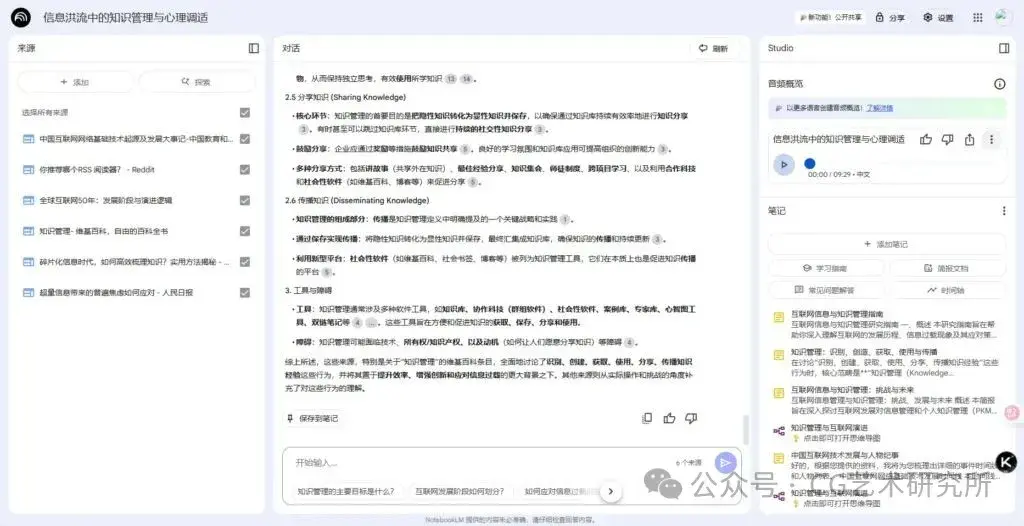 信息洪流中的知识管理与心理调适
新功能！公开共享
分享
设置
来源
添加
探索
选择所有来源
中国互联网网络基础技术起源及发展大事记-中国教育和...
你推荐哪个RSS 阅读器？ - Reddit
全球互联网50年：发展阶段与演进逻辑
知识管理- 维基百科，自由的百科全书
碎片化信息时代，如何高效梳理知识？实用方法揭秘 - ...
超量信息带来的普遍焦虑如何应对 - 人民日报
对话
刷新
物，从而保持独立思考，有效使用所学知识 13 14 。
2.5 分享知识 (Sharing Knowledge)
• 核心环节：知识管理的首要目的是把隐性知识转化为显性知识并保存，以确保通过知识库持续有效率地进行知识分享
3 。有时甚至可以跳过知识库环节，直接进行持续的社交性知识分享 3 。
• 鼓励分享：企业应通过奖励等措施鼓励知识共享 5 。良好的学习氛围和知识库应用可提高组织的创新能力 3 。
• 多种分享方式：包括讲故事（共享外在知识）、最佳经验分享、知识集会、师徒制度、跨项目学习、以及利用合作科技
和社会性软件（如维基百科、博客等）来促进分享 5 。
2.6 传播知识 (Disseminating Knowledge)
• 知识管理的组成部分：传播是知识管理定义中明确提及的一个关键战略和实践 1 。
• 通过保存实现传播：将隐性知识转化为显性知识并保存，最终汇集成知识库，确保知识的传播和持续更新 3 。
• 利用新型平台：社会性软件（如维基百科、社会书签、博客等）被列为知识管理工具，它们在本质上也是促进知识传播
的平台 5 。
3. 工具与障碍
• 工具：知识管理通常涉及多种软件工具，如知识库、协作科技（群组软件）、社会性软件、案例库、专家库、心智图工
具、双链笔记等 4 ... 。这些工具旨在方便和促进知识的获取、保存、分享和使用。
• 障碍：知识管理可能面临技术、所有权/知识产权、以及动机（如何让人们愿意分享知识）等障碍 4 。
综上所述，这些来源，特别是关于“知识管理”的维基百科条目，全面地讨论了识别、创建、获取、使用、分享、传播知识
经验这些行为，并将其置于提升效率、增强创新和应对信息过载的更大背景之下。其他来源则从实际操作和挑战的角度补
充了对这些行为的理解。
保存到笔记
开始输入...
6 个来源
知识管理的主要目标是什么？
互联网发展阶段如何划分？
如何应对信息过
NotebookLM 提供的内容未必准确，请仔细检查回答内容。
Studio
音频概览
以更多语言创建音频概览！了解详情
信息洪流中的知识管理与心理调适
00:00 / 09:29 • 中文
笔记
添加笔记
学习指南
简报文档
常见问题解答
时间轴
互联网信息与知识管理指南
互联网信息与知识管理研究指南 一、概述 本研究指南旨在帮
助你深入理解互联网的发展历程、信息过载现象及其应对策...
知识管理：识别、创造、获取、使用与传播
在讨论“识别、创建、获取、使用、分享、传播知识经验”这些
行为时，核心范畴是**“知识管理 (Knowledge...
互联网信息与知识管理：挑战与未来
互联网信息管理与知识管理：挑战、发展与未来 概述 本简报
旨在深入探讨互联网发展对信息管理和个人知识管理（PKM...
知识管理与互联网演进
点击即可打开思维导图
中国互联网技术发展与人物纪事
好的，根据您提供的资料，我将为您梳理出详细的事件时间
知识管理与互联网演进
点击即可打开思维导图
公众号：
G艺术研究所